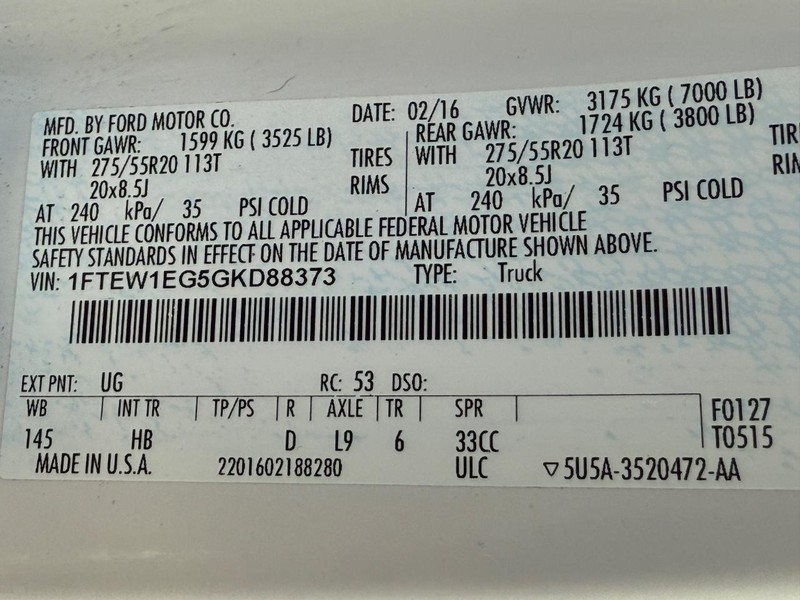 MFD. BY FORD MOTOR CO. DATE: 02/16 GVWR: 3175 KG ( 7000 LB)
FRONT GAWR: 1599 KG ( 3525 LB) REAR GAWR: 1724 KG ( 3800 LB)
WITH 275/55R20 113T TIRES WITH 275/55R20 113T
20x8.5J RIMS 20x8.5J
AT 240 kPa/ 35 PSI COLD AT 240 kPa/ 35 PSI COLD
THIS VEHICLE CONFORMS TO ALL APPLICABLE FEDERAL MOTOR VEHICLE
SAFETY STANDARDS IN EFFECT ON THE DATE OF MANUFACTURE SHOWN ABOVE.
VIN: 1FTEW1EG5GKD88373 TYPE: Truck
EXT PNT: UG RC: 53 DSO:
WB INT TR TP/PS R AXLE TR SPR F0127
145 HB D L9 6 33CC T0515
MADE IN U.S.A. 2201602188280 ULC ▽5U5A-3520472-AA